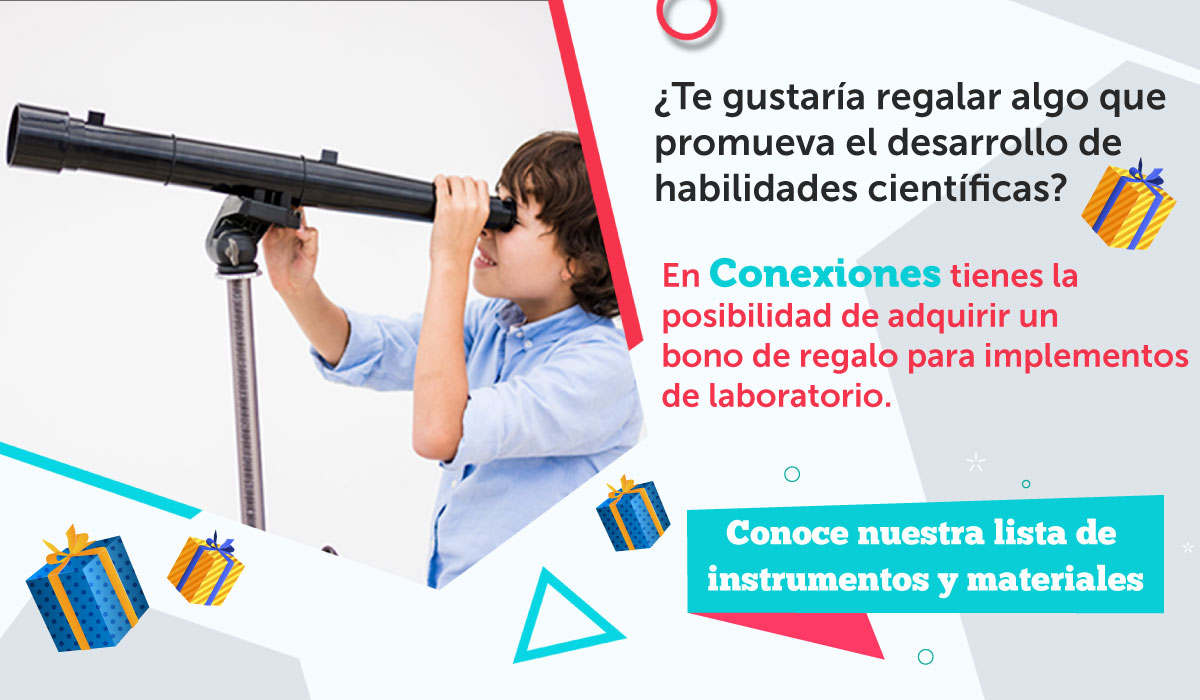 ¿Te gustaría regalar algo que
promueva el desarrollo de
habilidades científicas?
En Conexiones tienes la
posibilidad de adquirir un
bono de regalo para implementos
de laboratorio.
Conoce nuestra lista de
instrumentos y materiales